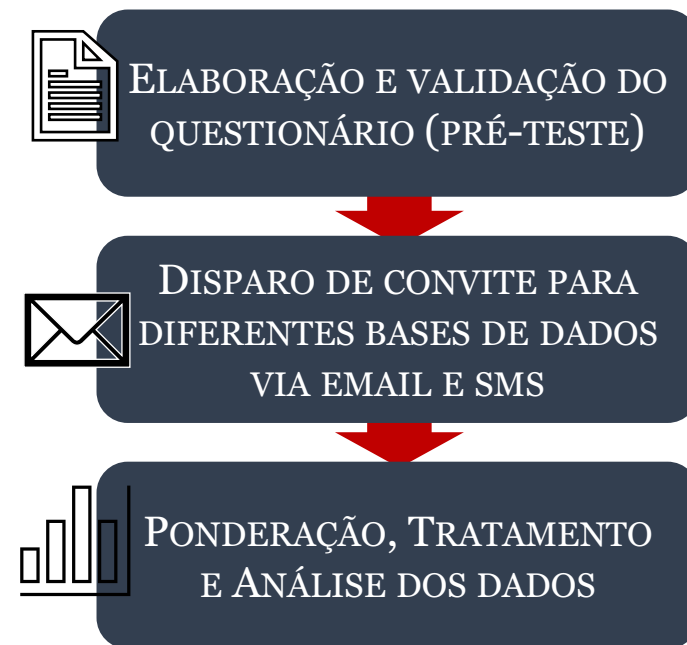 Elaboração e validação do
questionário (pré-teste)
Disparo de convite para
diferentes bases de dados
via email e sms
Ponderação, Tratamento
e Análise dos dados